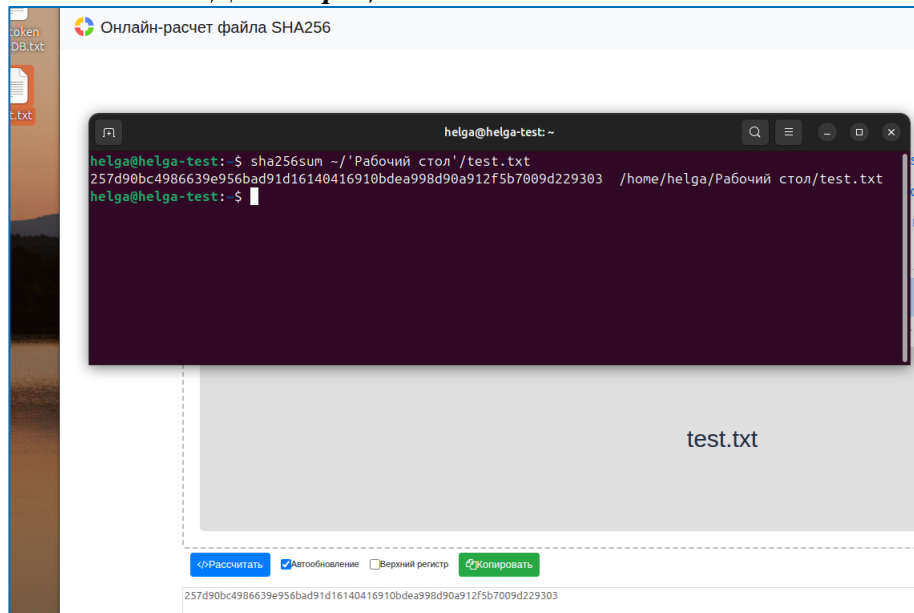 oken
DB.txt
Онлайн-расчет файла SHA256
t.txt
helga@helga-test: ~
helga@helga-test:~$ sha256sum ~/'Рабочий стол'/test.txt
257d90bc4986639e956bad91d16140416910bdea998d90a912f5b7009d229303 /home/helga/Рабочий стол/test.txt
helga@helga-test:~$
test.txt
</>Рассчитать Автообновление Верхний регистр Копировать
257d90bc4986639e956bad91d16140416910bdea998d90a912f5b7009d229303